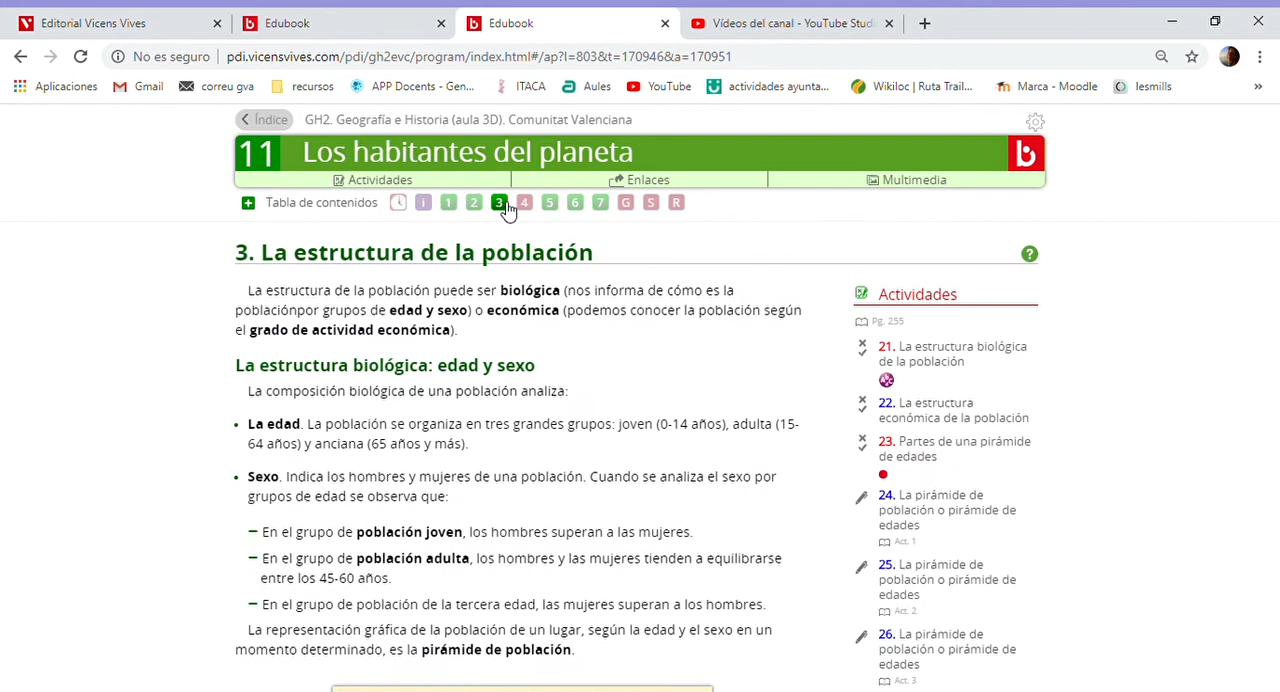 Editorial Vicens Vives
Edubook
Edubook
Vídeos del canal - YouTube Stud
No es seguro
pdi.vicensvives.com/pdi/gh2evc/program/index.html#/ap?l=803&t=170946&a=170951
Aplicaciones
Gmail
correu gva
recursos
APP Docents - Gen...
ITACA
Aules
YouTube
actividades ayunta...
Wikiloc | Ruta Trail...
Marca - Moodle
lesmills
»
Índice
GH2. Geografía e Historia (aula 3D). Comunitat Valenciana
11 Los habitantes del planeta
Actividades
Enlaces
Multimedia
Tabla de contenidos
i 1 2 3 4 5 6 7 G S R
3. La estructura de la población
La estructura de la población puede ser biológica (nos informa de cómo es la
poblaciónpor grupos de edad y sexo) o económica (podemos conocer la población según
el grado de actividad económica).
La estructura biológica: edad y sexo
La composición biológica de una población analiza:
• La edad. La población se organiza en tres grandes grupos: joven (0-14 años), adulta (15-
64 años) y anciana (65 años y más).
• Sexo. Indica los hombres y mujeres de una población. Cuando se analiza el sexo por
grupos de edad se observa que:
– En el grupo de población joven, los hombres superan a las mujeres.
– En el grupo de población adulta, los hombres y las mujeres tienden a equilibrarse
entre los 45-60 años.
– En el grupo de población de la tercera edad, las mujeres superan a los hombres.
La representación gráfica de la población de un lugar, según la edad y el sexo en un
momento determinado, es la pirámide de población.
Actividades
Pg. 255
21. La estructura biológica
de la población
22. La estructura
económica de la población
23. Partes de una pirámide
de edades
24. La pirámide de
población o pirámide de
edades
Act. 1
25. La pirámide de
población o pirámide de
edades
Act. 2
26. La pirámide de
población o pirámide de
edades
Act. 3